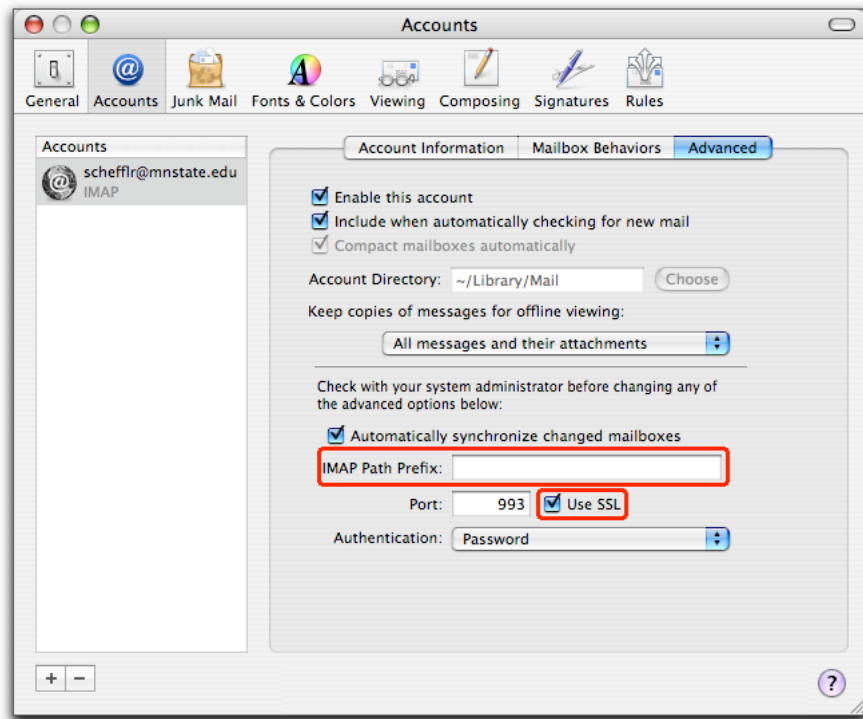 Accounts
General Accounts Junk Mail Fonts & Colors Viewing Composing Signatures Rules
Accounts
schefflr@mnstate.edu
IMAP
Account Information Mailbox Behaviors Advanced
Enable this account
Include when automatically checking for new mail
Compact mailboxes automatically
Account Directory: ~/Library/Mail Choose
Keep copies of messages for offline viewing:
All messages and their attachments
Check with your system administrator before changing any of
the advanced options below:
Automatically synchronize changed mailboxes
IMAP Path Prefix:
Port: 993 Use SSL
Authentication: Password
+ − ?